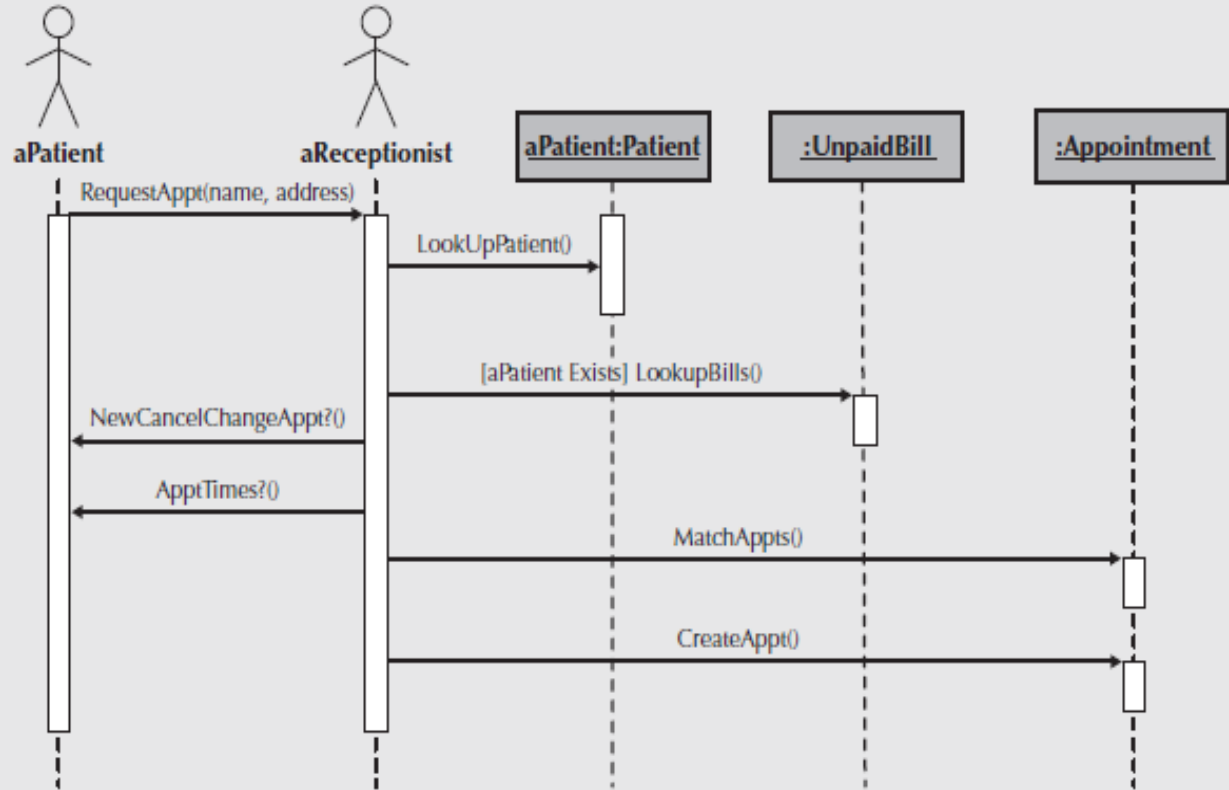 aPatient
aReceptionist
aPatient:Patient
:UnpaidBill
:Appointment
RequestAppt(name, address)
LookUpPatient()
[aPatient Exists] LookupBills()
NewCancelChangeAppt?()
ApptTimes?()
MatchAppts()
CreateAppt()